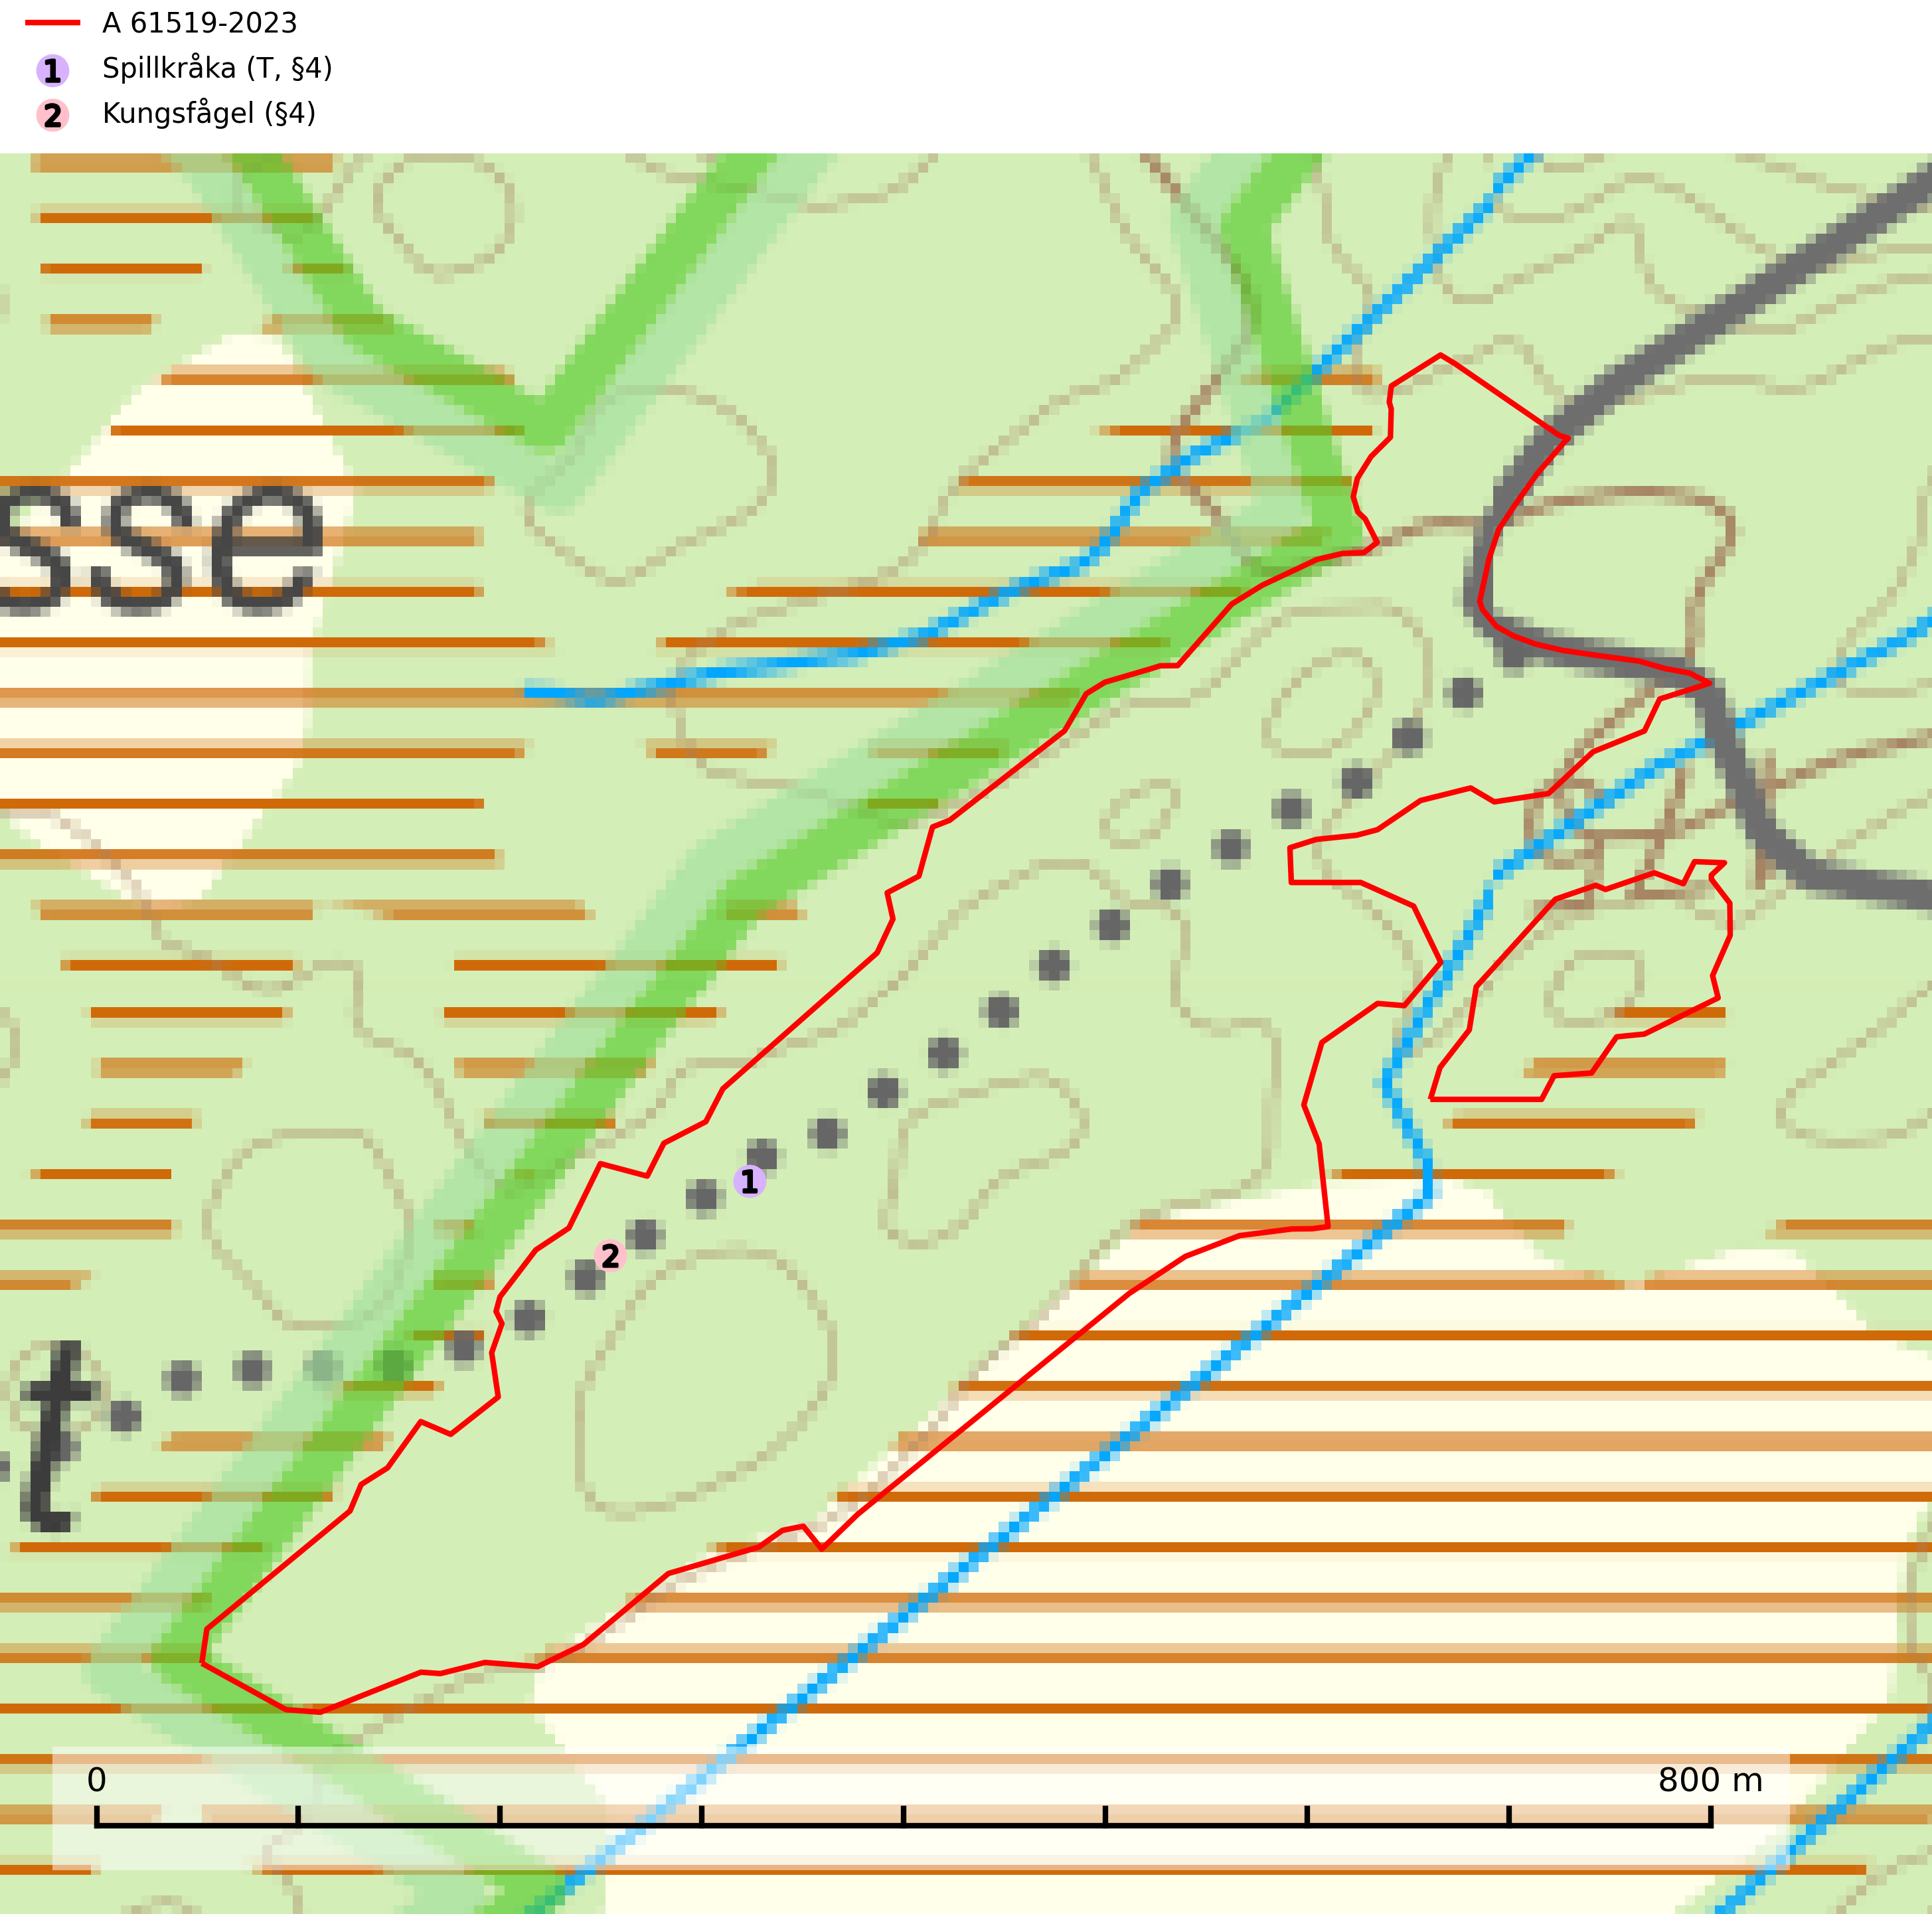 A 61519-2023
1 Spillkråka (T, §4)
2 Kungsfågel (§4)
sse
1
2
t
0 800 m